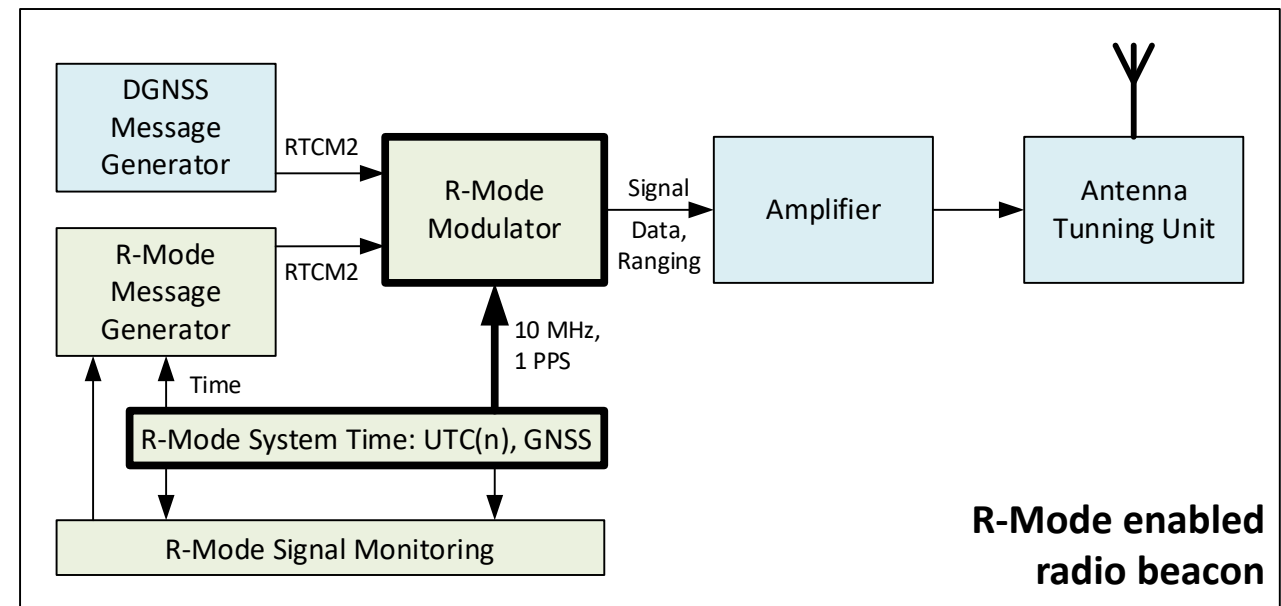 DGNSS
Message
Generator
RTCM2
R-Mode
Message
Generator
RTCM2
R-Mode
Modulator
Signal
Data,
Ranging
Amplifier
Antenna
Tunning Unit
10 MHz,
1 PPS
Time
R-Mode System Time: UTC(n), GNSS
R-Mode Signal Monitoring
R-Mode enabled
radio beacon